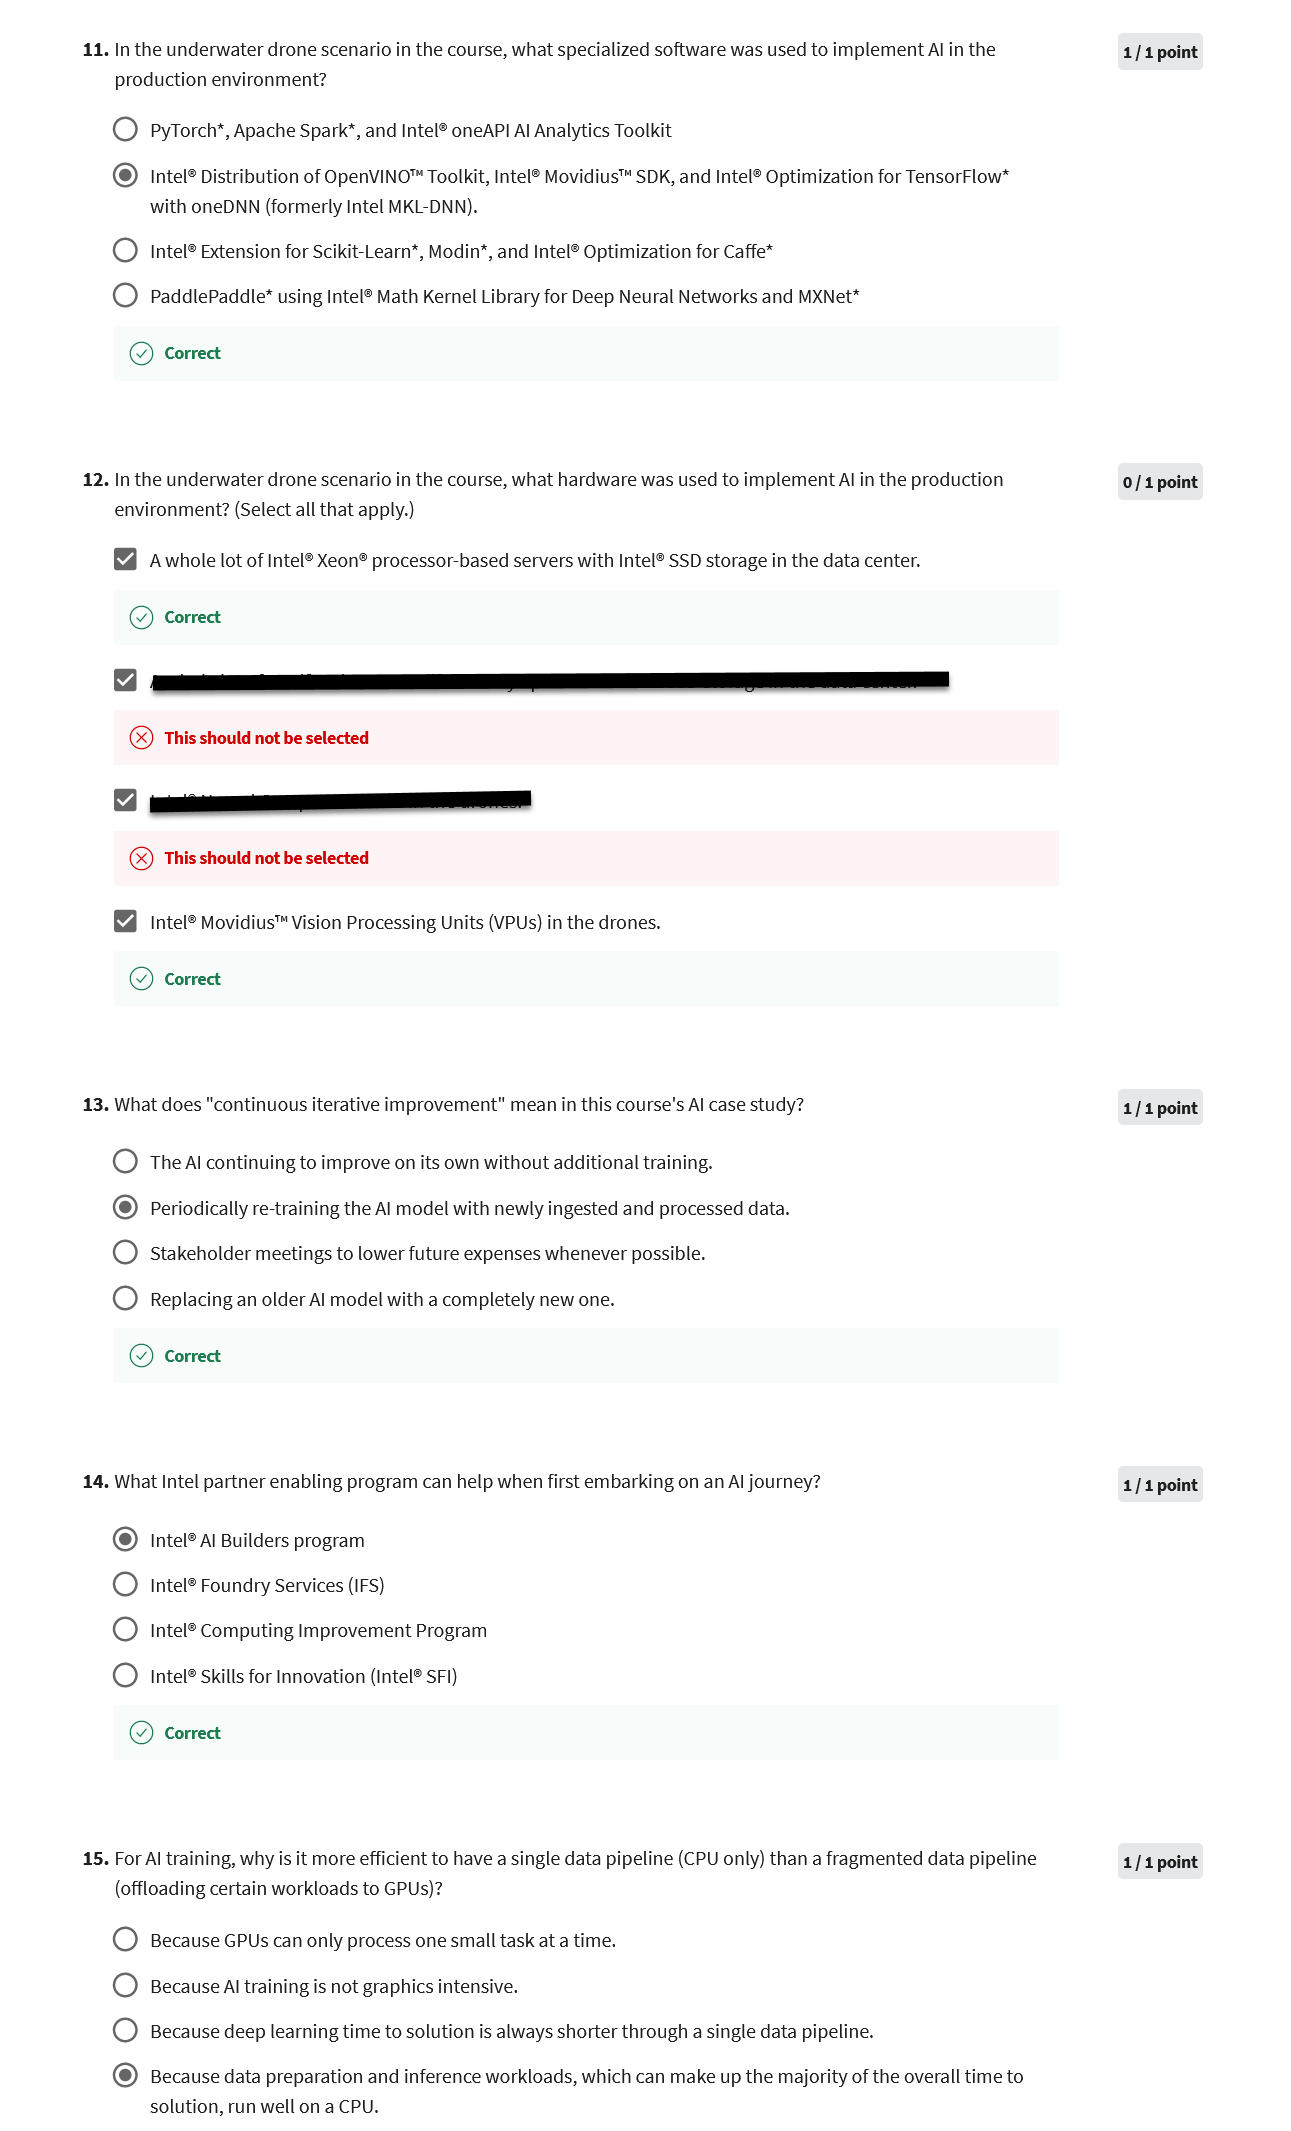 11. In the underwater drone scenario in the course, what specialized software was used to implement AI in the
1 / 1 point
production environment?
PyTorch*, Apache Spark*, and Intel® oneAPI AI Analytics Toolkit
Intel® Distribution of OpenVINO™ Toolkit, Intel® Movidius™ SDK, and Intel® Optimization for TensorFlow*
with oneDNN (formerly Intel MKL-DNN).
Intel® Extension for Scikit-Learn*, Modin*, and Intel® Optimization for Caffe*
PaddlePaddle* using Intel® Math Kernel Library for Deep Neural Networks and MXNet*
Correct
12. In the underwater drone scenario in the course, what hardware was used to implement AI in the production
0 / 1 point
environment? (Select all that apply.)
A whole lot of Intel® Xeon® processor-based servers with Intel® SSD storage in the data center.
Correct
This should not be selected
This should not be selected
Intel® Movidius™ Vision Processing Units (VPUs) in the drones.
Correct
13. What does "continuous iterative improvement" mean in this course's AI case study?
1 / 1 point
The AI continuing to improve on its own without additional training.
Periodically re-training the AI model with newly ingested and processed data.
Stakeholder meetings to lower future expenses whenever possible.
Replacing an older AI model with a completely new one.
Correct
14. What Intel partner enabling program can help when first embarking on an AI journey?
1 / 1 point
Intel® AI Builders program
Intel® Foundry Services (IFS)
Intel® Computing Improvement Program
Intel® Skills for Innovation (Intel® SFI)
Correct
15. For AI training, why is it more efficient to have a single data pipeline (CPU only) than a fragmented data pipeline
1 / 1 point
(offloading certain workloads to GPUs)?
Because GPUs can only process one small task at a time.
Because AI training is not graphics intensive.
Because deep learning time to solution is always shorter through a single data pipeline.
Because data preparation and inference workloads, which can make up the majority of the overall time to
solution, run well on a CPU.